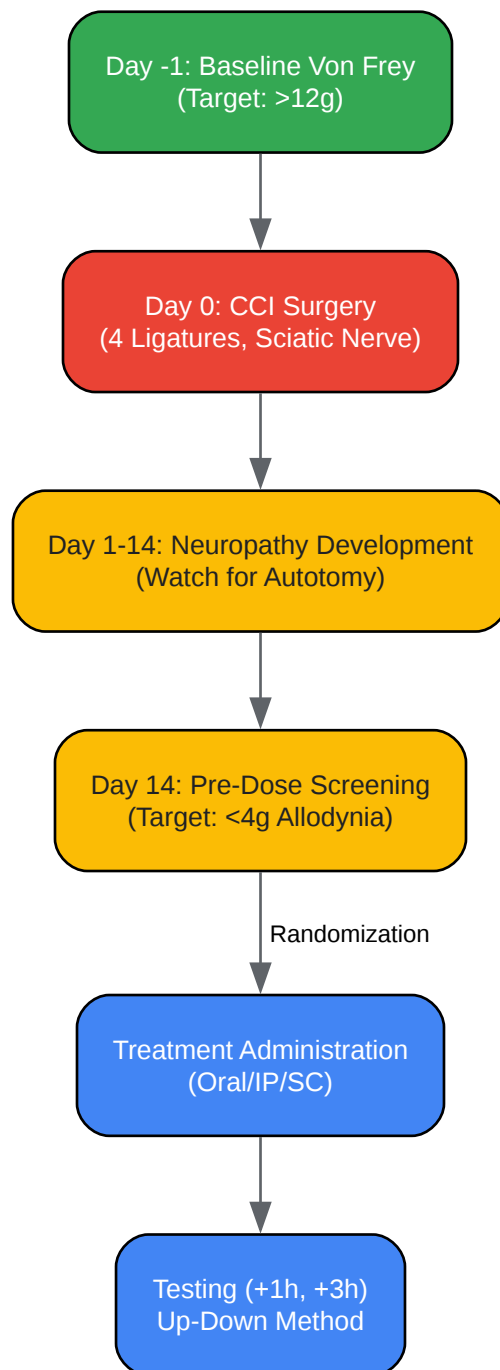 Day -1: Baseline Von Frey
(Target: >12g)
Day 0: CCI Surgery
(4 Ligatures, Sciatic Nerve)
Day 1-14: Neuropathy Development
(Watch for Autotomy)
Day 14: Pre-Dose Screening
(Target: <4g Allodynia)
Randomization
Treatment Administration
(Oral/IP/SC)
Testing (+1h, +3h)
Up-Down Method